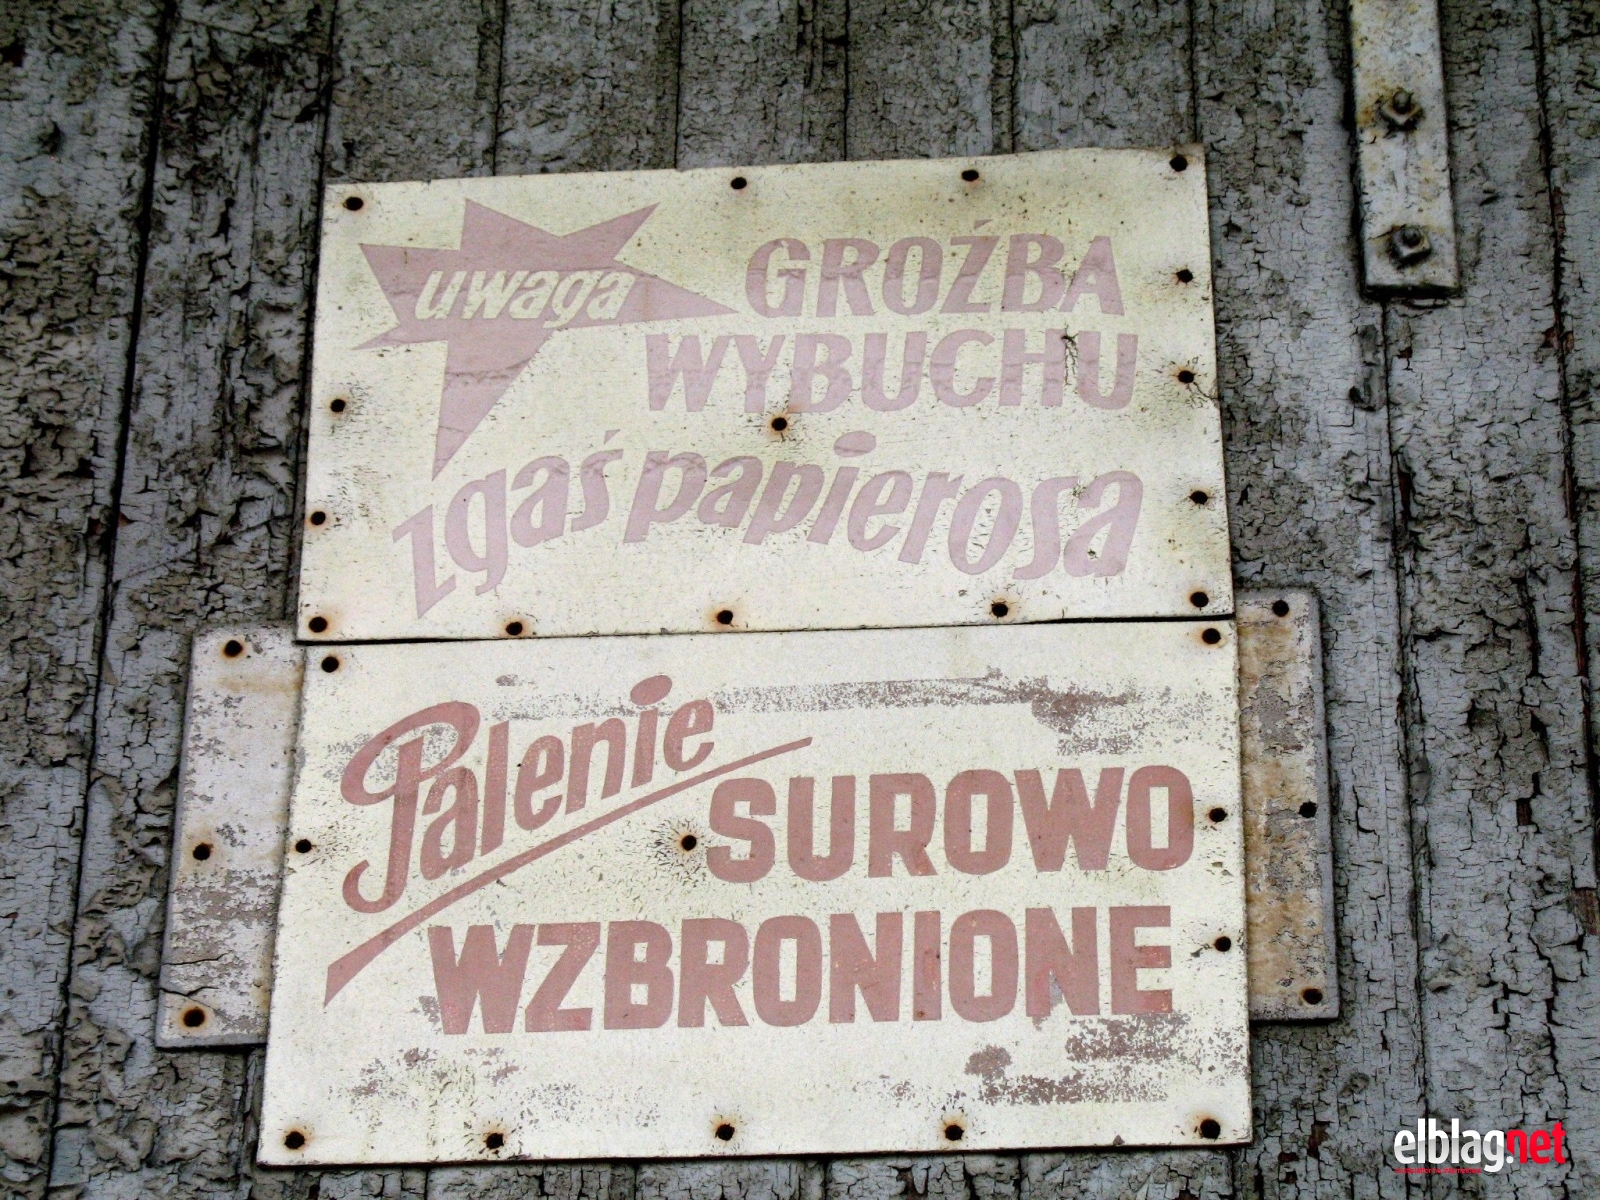 uwaga GROŹBA
WYBUCHU
zgaś papierosa
Palenie
SUROWO
WZBRONIONE
elblag.net